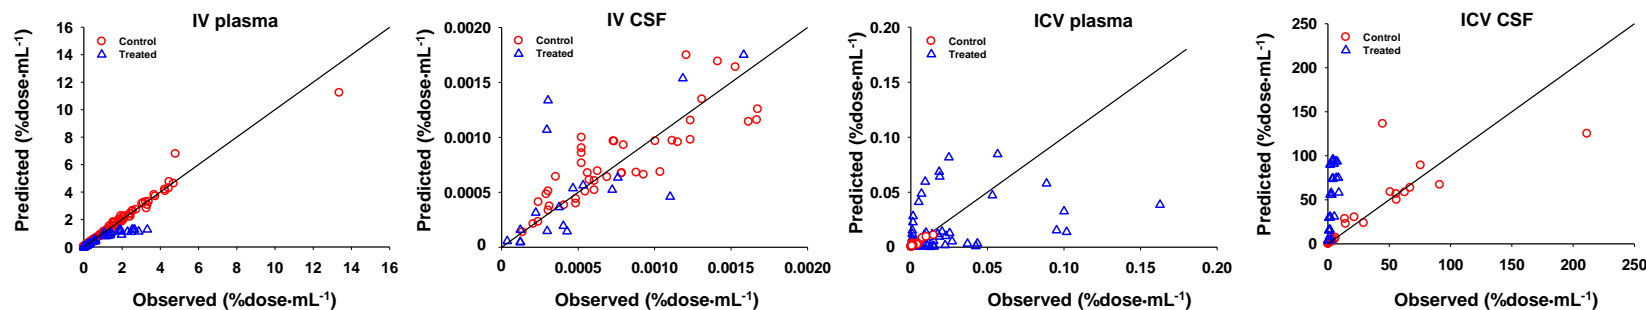 IV plasma
16
14
12
10
8
6
4
2
0
Control
Treated
0
2
4
6
8
10
12
14
16
Predicted (%dose·mL⁻¹)
Observed (%dose·mL⁻¹)
IV CSF
0.0020
0.0015
0.0010
0.0005
0
Control
Treated
0
0.0005
0.0010
0.0015
0.0020
Predicted (%dose·mL⁻¹)
Observed (%dose·mL⁻¹)
ICV plasma
0.20
0.15
0.10
0.05
0
Control
Treated
0
0.05
0.10
0.15
0.20
Predicted (%dose·mL⁻¹)
Observed (%dose·mL⁻¹)
ICV CSF
250
200
150
100
50
0
Control
Treated
0
50
100
150
200
250
Predicted (%dose·mL⁻¹)
Observed (%dose·mL⁻¹)